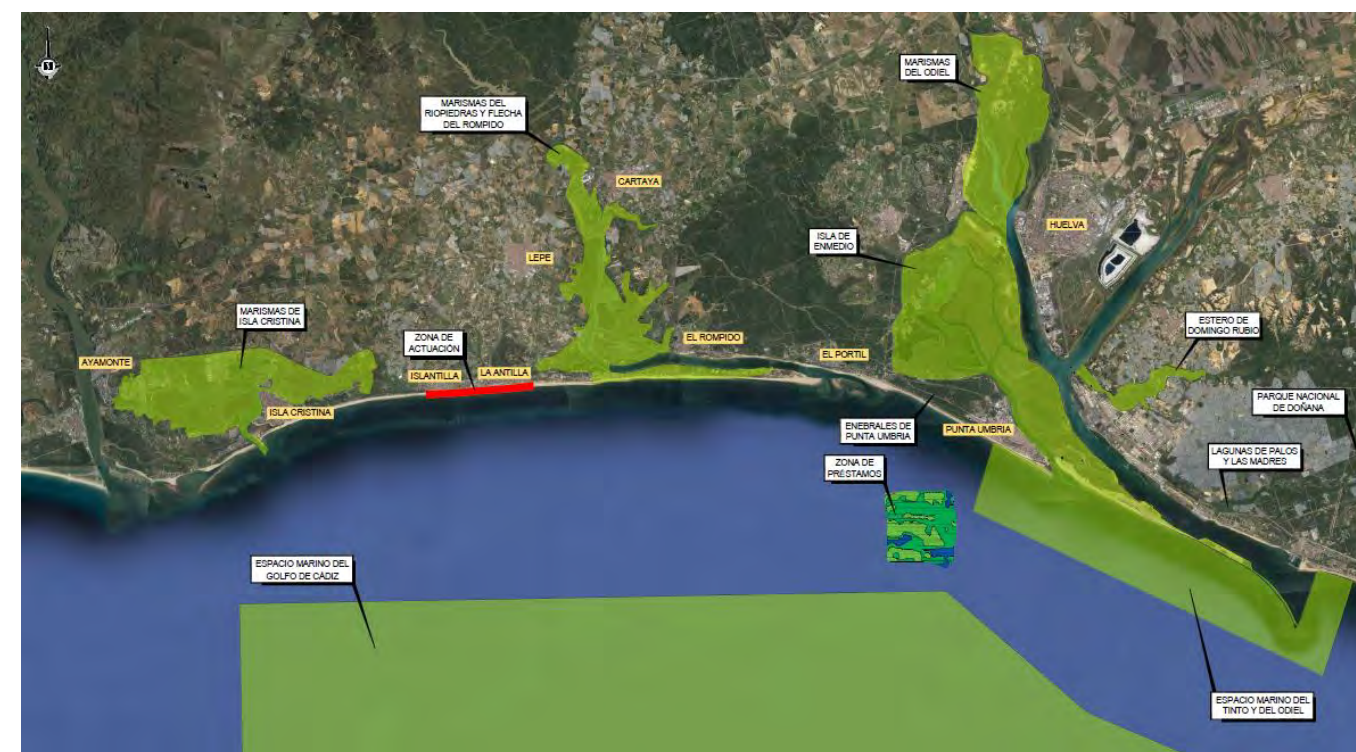 MARISMAS
DEL ODIEL
MARISMAS DEL
RIOPIEDRAS Y FLECHA
DEL ROMPIDO
CARTAYA
HUELVA
ISLA DE
ENMEDIO
LEPE
MARISMAS DE
ISLA CRISTINA
ZONA DE
ACTUACIÓN
ESTERO DE
DOMINGO RUBIO
EL ROMPIDO
EL PORTIL
AYAMONTE
ISLANTILLA
LA ANTILLA
PARQUE NACIONAL
DE DOÑANA
ISLA CRISTINA
ENEBRALES DE
PUNTA UMBRIA
PUNTA UMBRIA
LAGUNAS DE PALOS
Y LAS MADRES
ZONA DE
PRÉSTAMOS
ESPACIO MARINO DEL
GOLFO DE CÁDIZ
ESPACIO MARINO DEL
TINTO Y DEL ODIEL